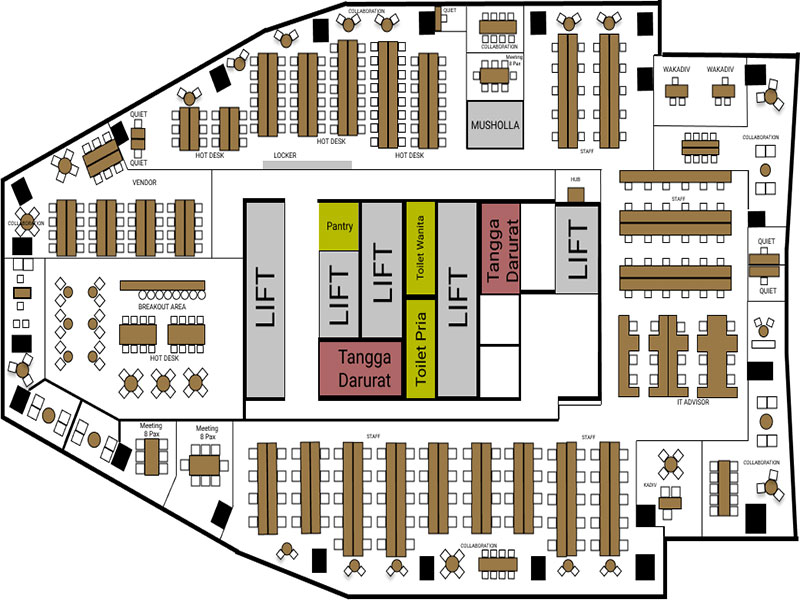 COLLABORATION
QUIET
COLLABORATION
Meeting
8 Pax
MUSHOLLA
HUB
STAFF
WAKADIV
WAKADIV
COLLABORATION
QUIET
QUIET
HOT DESK
HOT DESK
HOT DESK
LOCKER
VENDOR
COLLABORATION
STAFF
QUIET
QUIET
BREAKOUT AREA
HOT DESK
LIFT
Pantry
LIFT
LIFT
Toilet Wanita
Toilet Pria
LIFT
Tangga
Darurat
LIFT
Tangga
Darurat
IT ADVISOR
Meeting
8 Pax
Meeting
8 Pax
STAFF
STAFF
KADIV
COLLABORATION
COLLABORATION